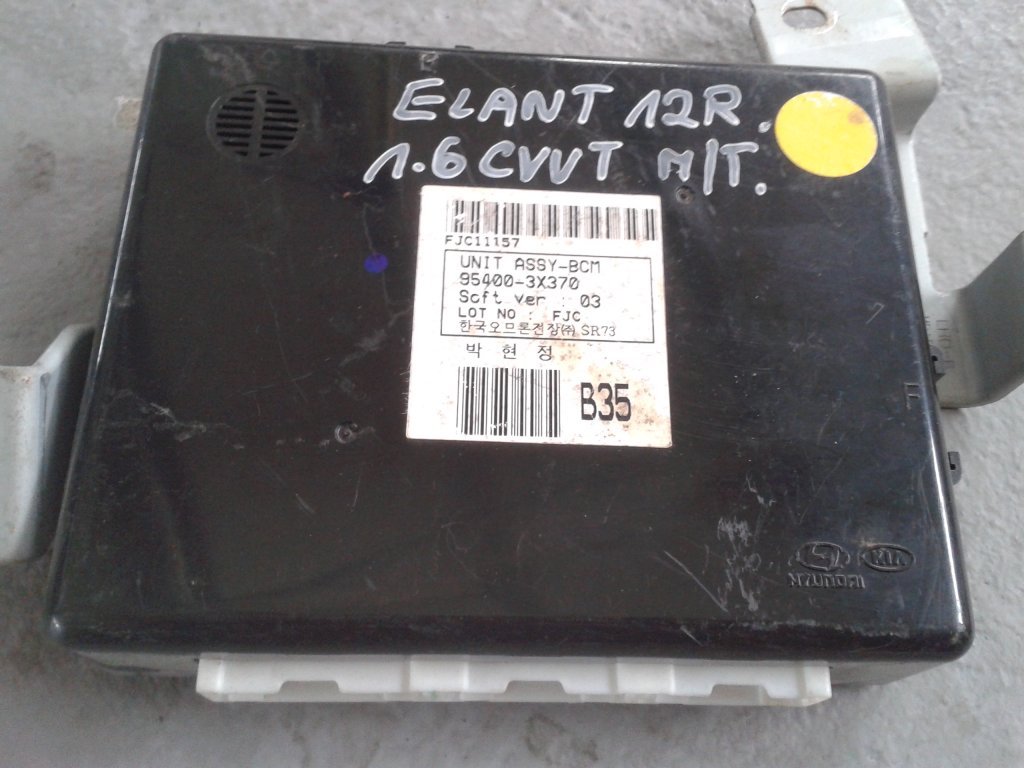 ELANT 12R.
1.6 CVVT M/T.
FJC11157
UNIT ASSY-BCM
95400-3X370
Soft ver : 03
LOT NO : FJC
한국오므론전장㈜ SR73
박 현 정
B35
HYUNDAI
KIA